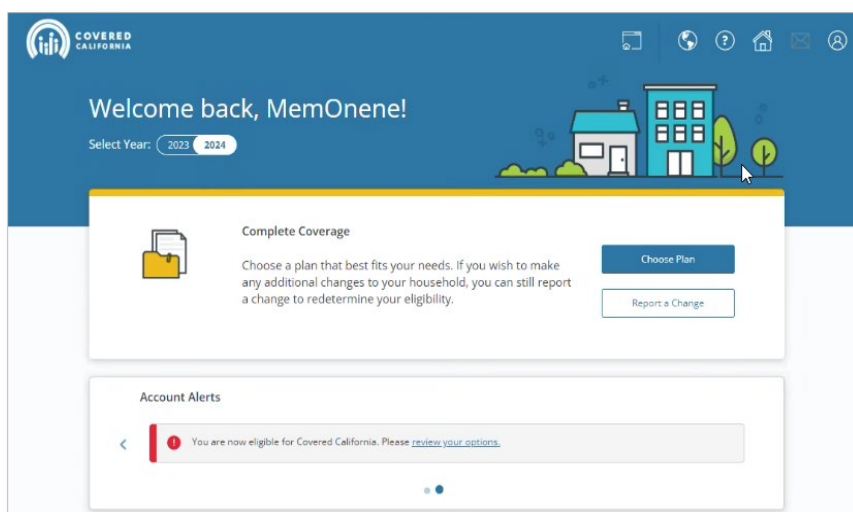 COVERED
CALIFORNIA
Welcome back, MemOnene!
Select Year: 2023 2024
Complete Coverage
Choose a plan that best fits your needs. If you wish to make
any additional changes to your household, you can still report
a change to redetermine your eligibility.
Choose Plan
Report a Change
Account Alerts
You are now eligible for Covered California. Please review your options.